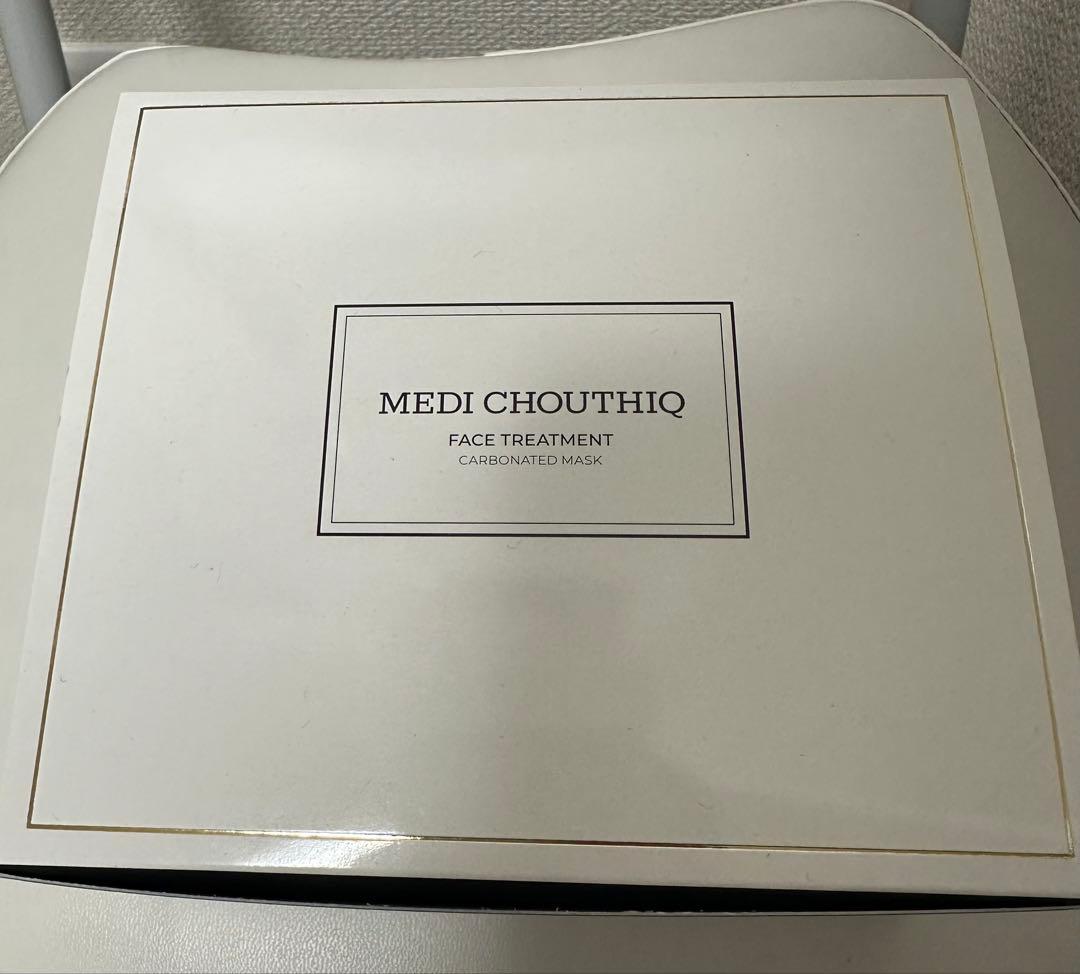 MEDI CHOUTHIQ
FACE TREATMENT
CARBONATED MASK